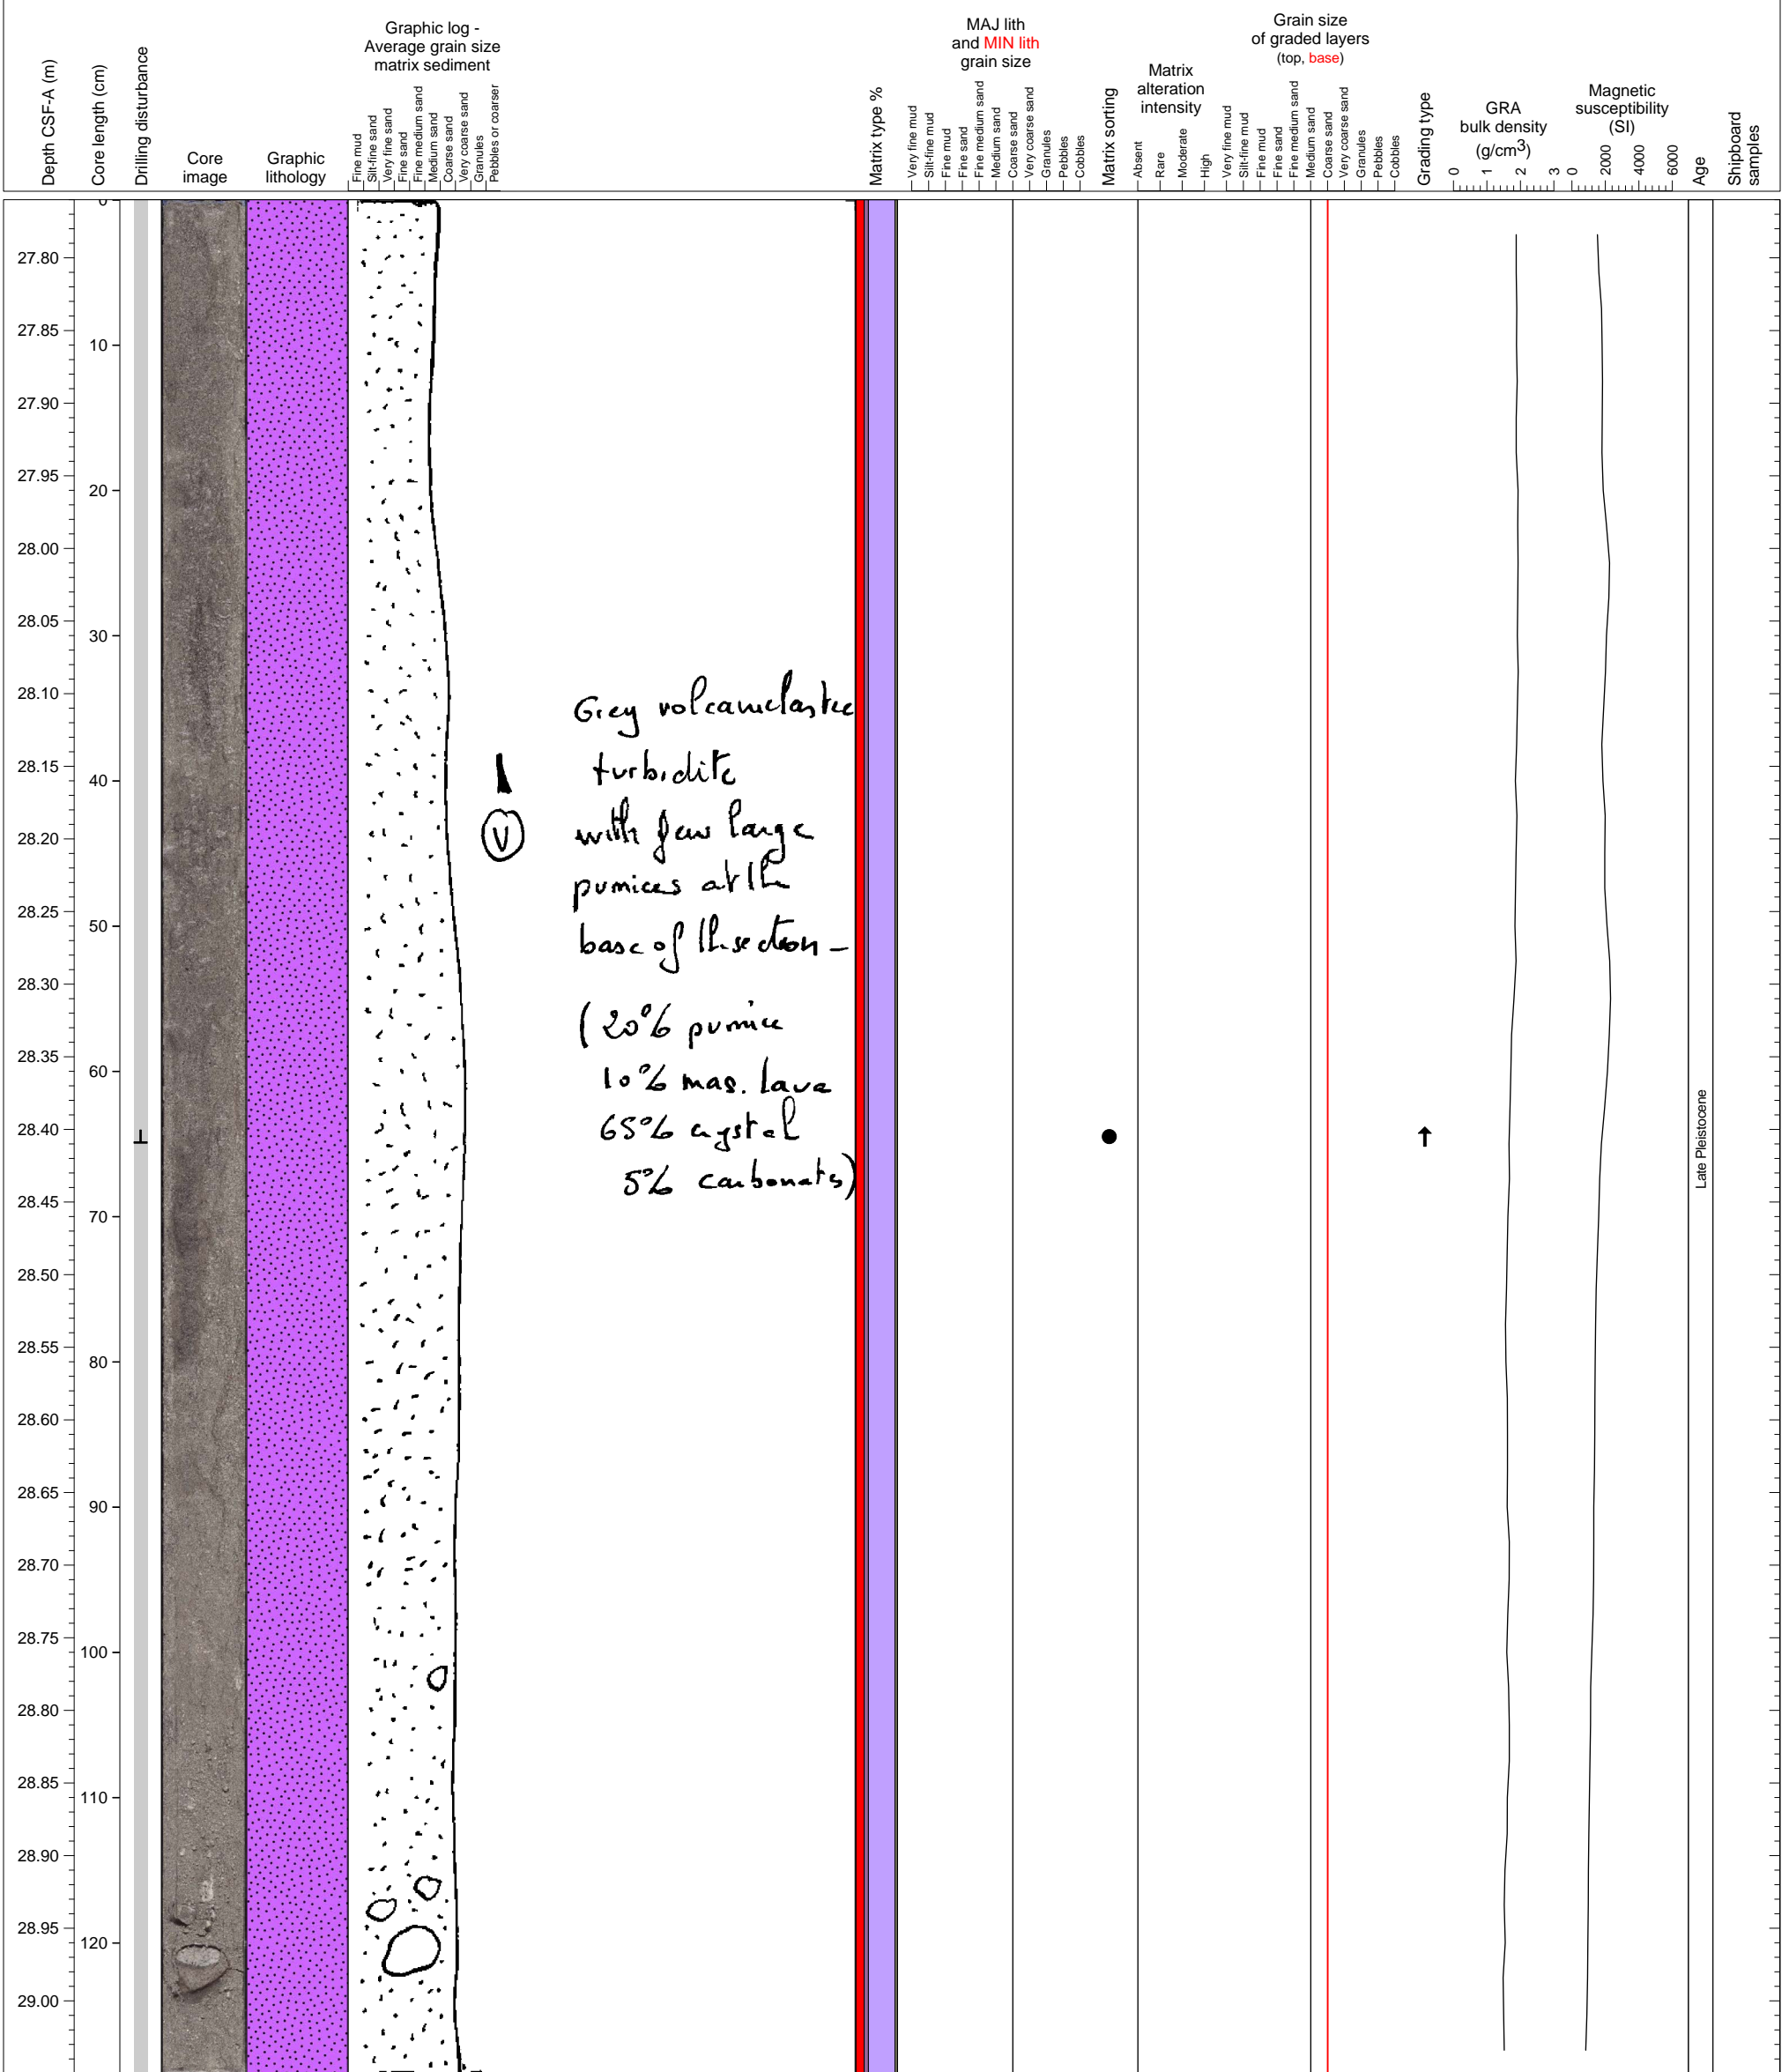 Graphic log -
Average grain size
matrix sediment
MAJ lith
and MIN lith
grain size
Grain size
of graded layers
(top, base)
Matrix
alteration
intensity
GRA
bulk density
(g/cm3)
Magnetic
susceptibility
(SI)
Depth CSF-A (m)
Core length (cm)
Drilling disturbance
Core
image
Graphic
lithology
Fine mud
Silt-fine sand
Very fine sand
Fine sand
Fine medium sand
Medium sand
Coarse sand
Very coarse sand
Granules
Pebbles or coarser
Matrix type %
Very fine mud
Silt-fine mud
Fine mud
Fine sand
Fine medium sand
Medium sand
Coarse sand
Very coarse sand
Granules
Pebbles
Cobbles
Matrix sorting
Absent
Rare
Moderate
High
Very fine mud
Silt-fine mud
Fine mud
Fine sand
Fine medium sand
Medium sand
Coarse sand
Very coarse sand
Granules
Pebbles
Cobbles
Grading type
0 1 2 3
0 2000 4000 6000
Age
Shipboard
samples
0
27.80
27.85
10
27.90
27.95
20
28.00
28.05
30
28.10
Grey volcaniclastic
28.15
40
turbidite
28.20
V
with few large
pumices at the
28.25
50
base of the section -
28.30
(20% pumice
28.35
60
10% mas. lava
28.40
65% crystal
Late Pleistocene
28.45
5% carbonats)
70
28.50
28.55
80
28.60
28.65
90
28.70
28.75
100
28.80
28.85
110
28.90
28.95
120
29.00